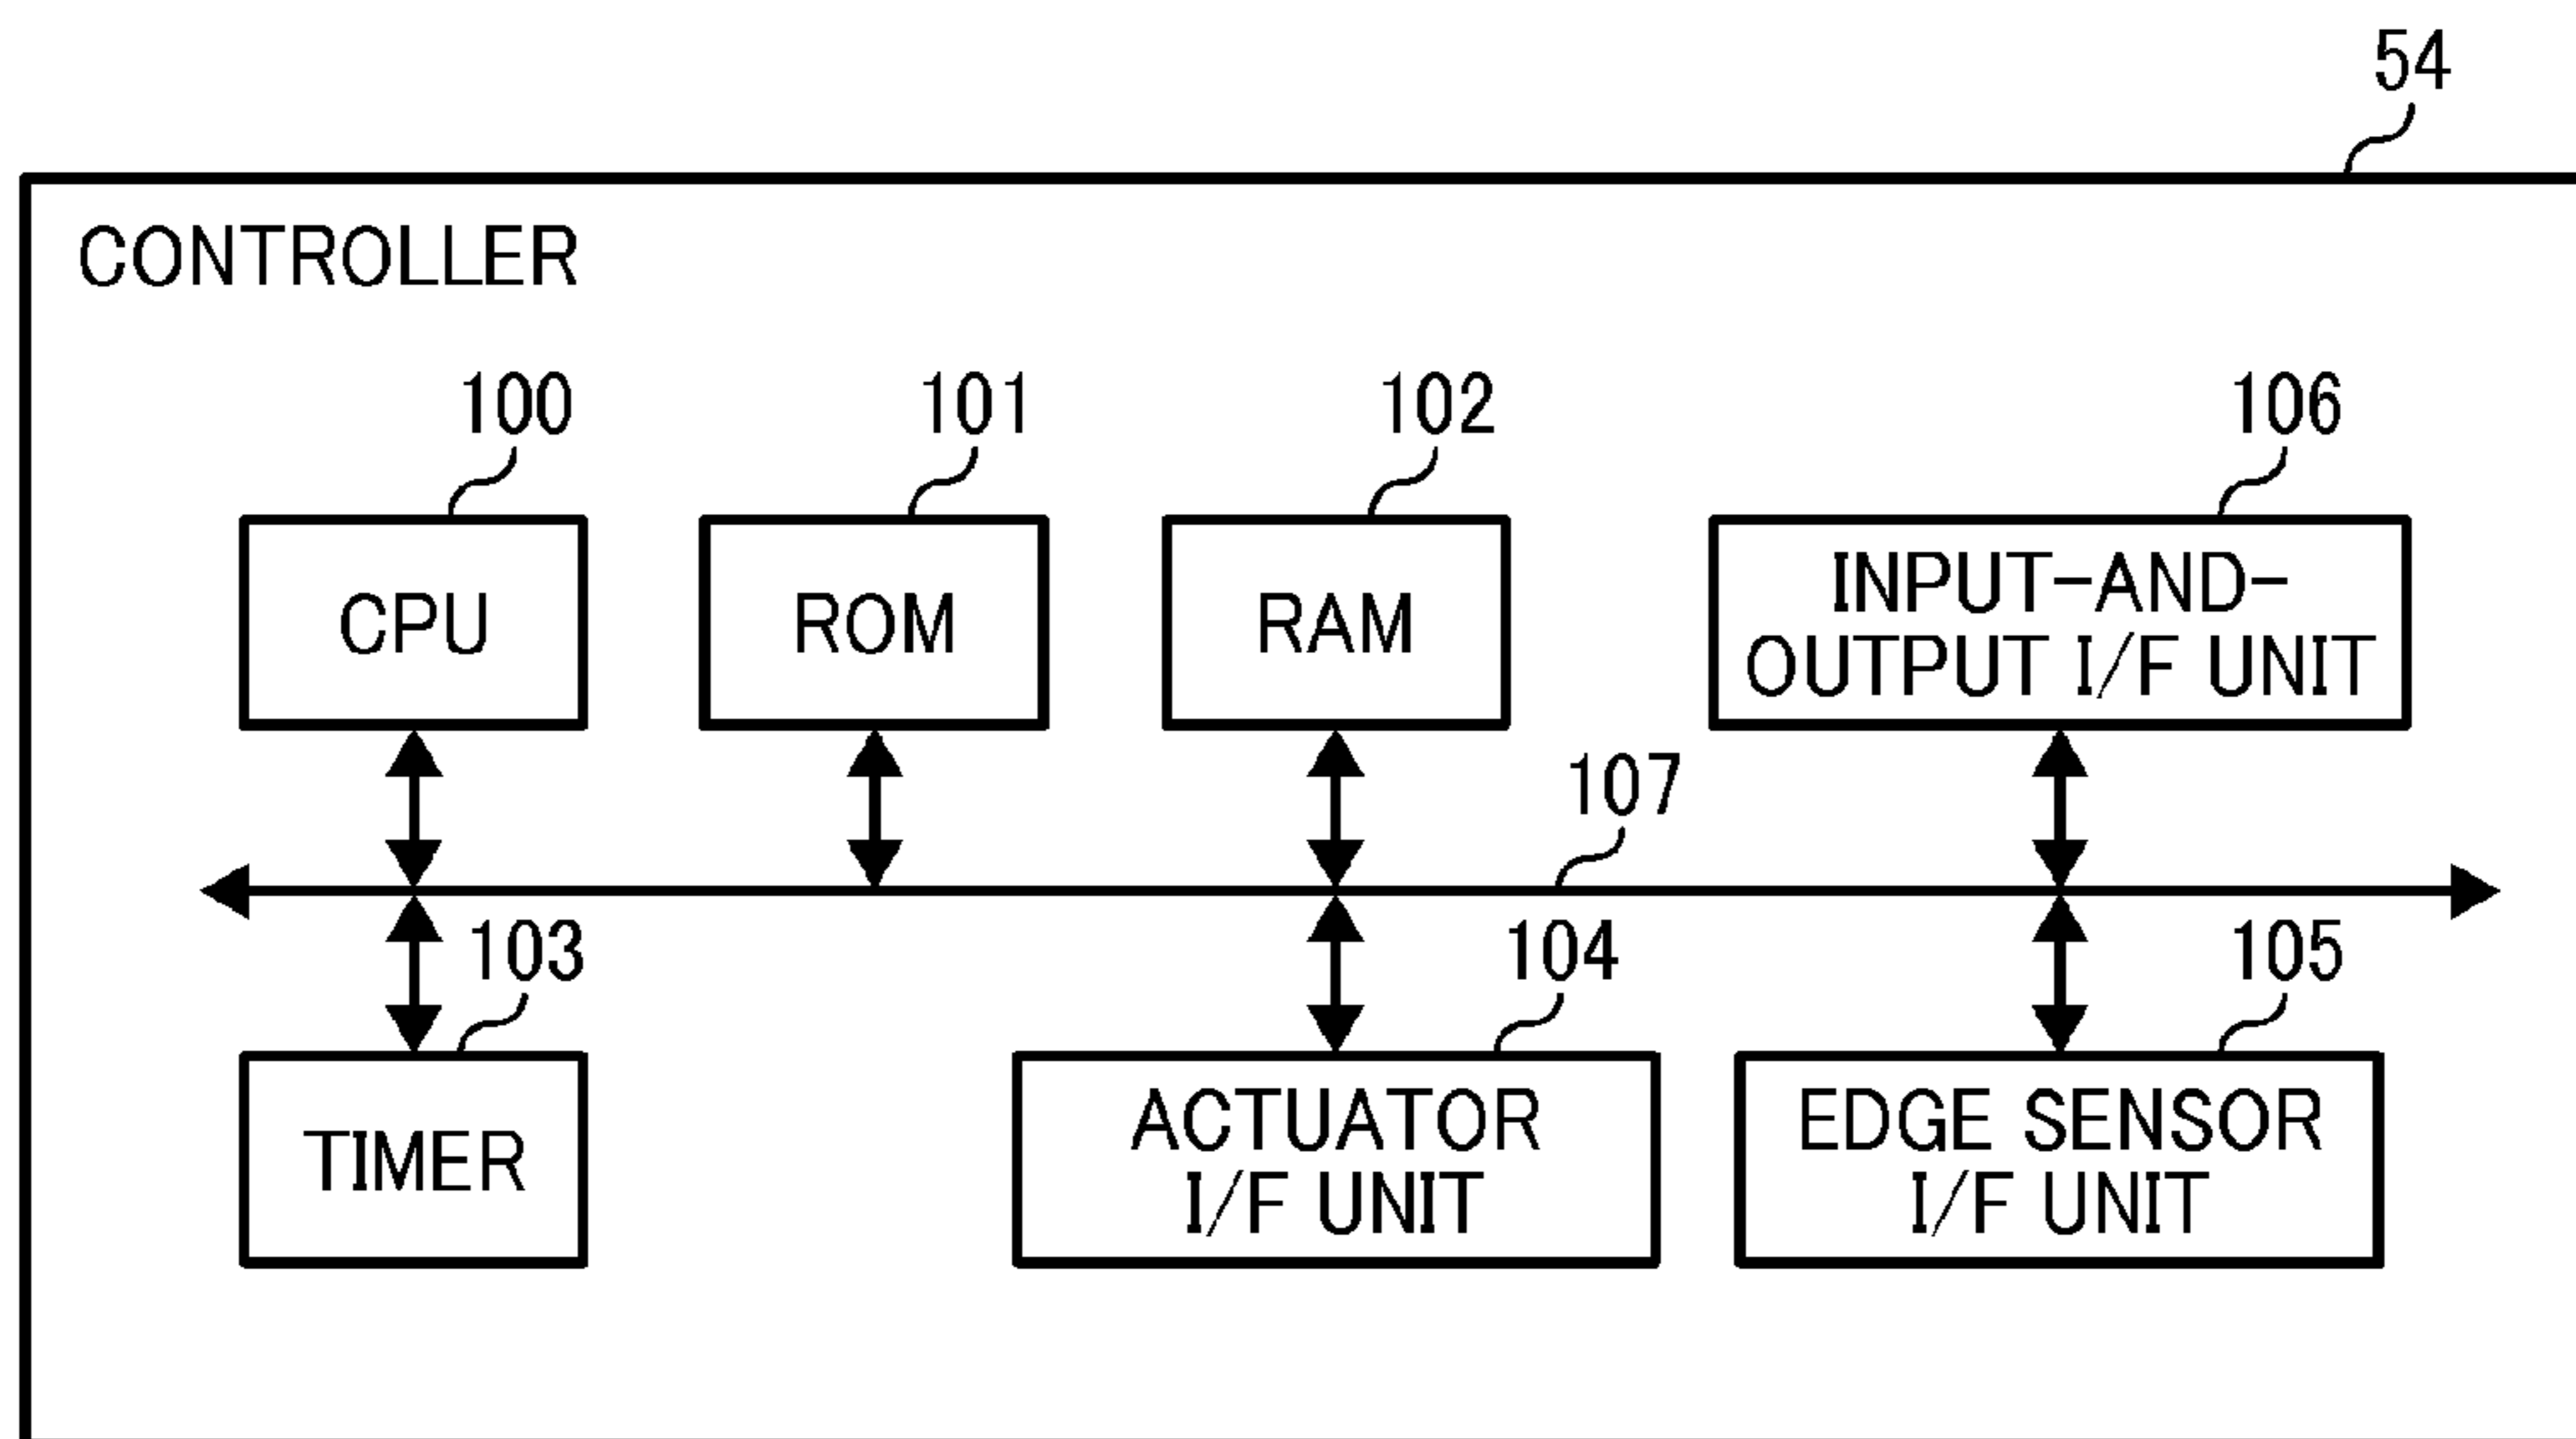 54
CONTROLLER
100
101
102
106
CPU
ROM
RAM
INPUT-AND-
OUTPUT I/F UNIT
107
103
104
105
TIMER
ACTUATOR
I/F UNIT
EDGE SENSOR
I/F UNIT